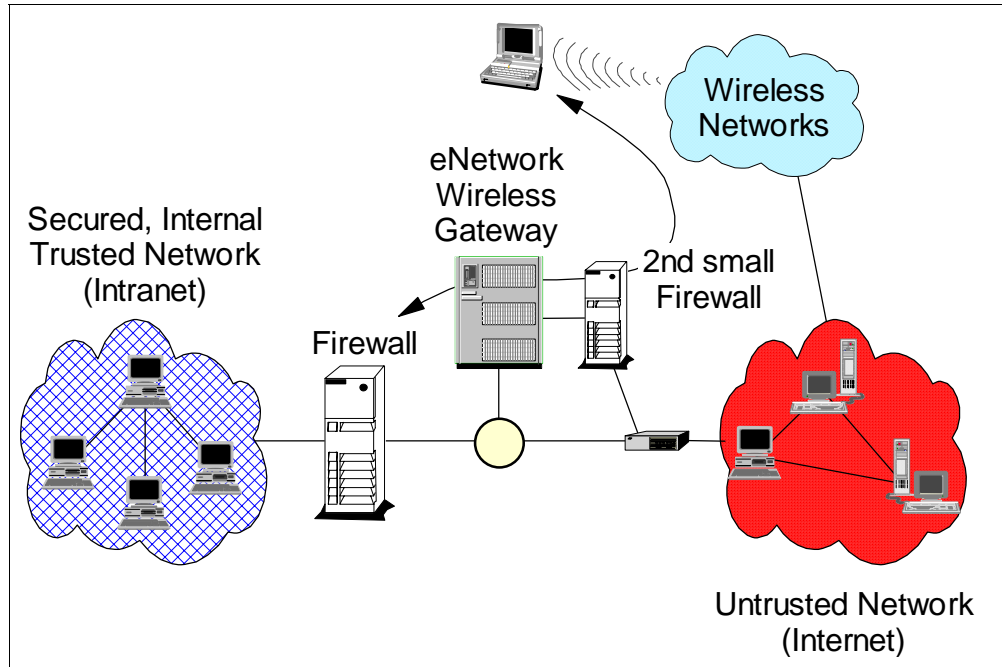 Wireless
Networks
eNetwork
Wireless
Gateway
Secured, Internal
Trusted Network
(Intranet)
2nd small
Firewall
Firewall
Untrusted Network
(Internet)